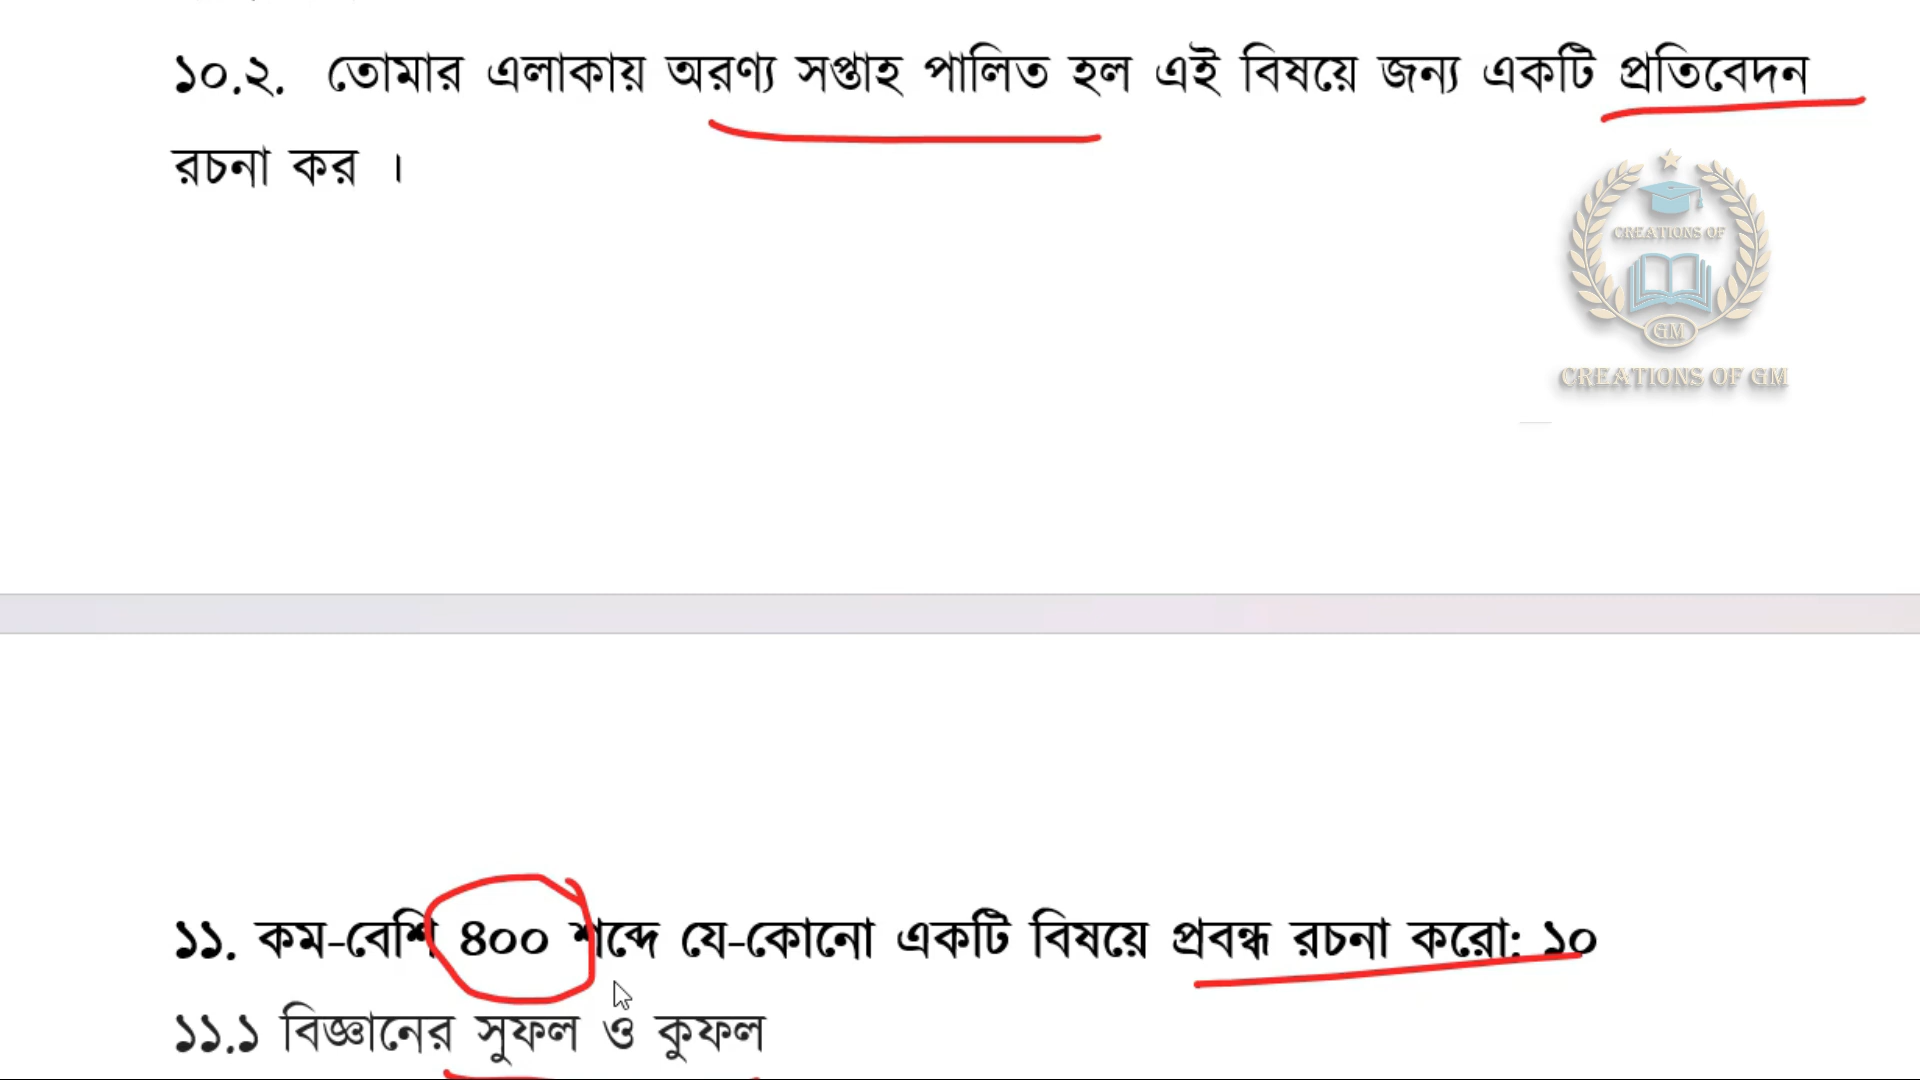 ১০.২. তোমার এলাকায় অরণ্য সপ্তাহ পালিত হল এই বিষয়ে জন্য একটি প্রতিবেদন
রচনা কর ।
CREATIONS OF
GM
CREATIONS OF GM
১১. কম-বেশি ৪০০ শব্দে যে-কোনো একটি বিষয়ে প্রবন্ধ রচনা করো: ১০
১১.১ বিজ্ঞানের সুফল ও কুফল